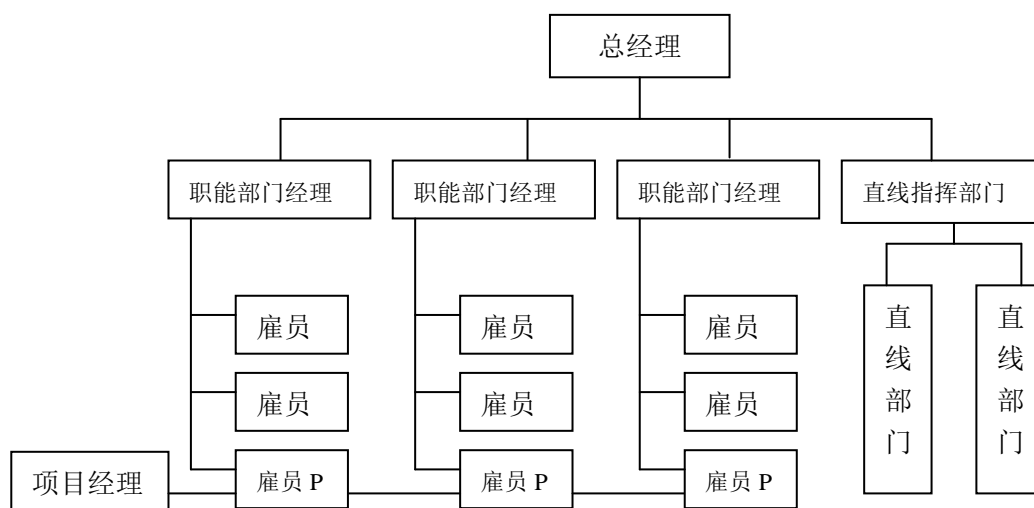 总经理
职能部门经理
职能部门经理
职能部门经理
直线指挥部门
雇员
雇员
雇员
直线部门
直线部门
雇员
雇员
雇员
项目经理
雇员 P
雇员 P
雇员 P